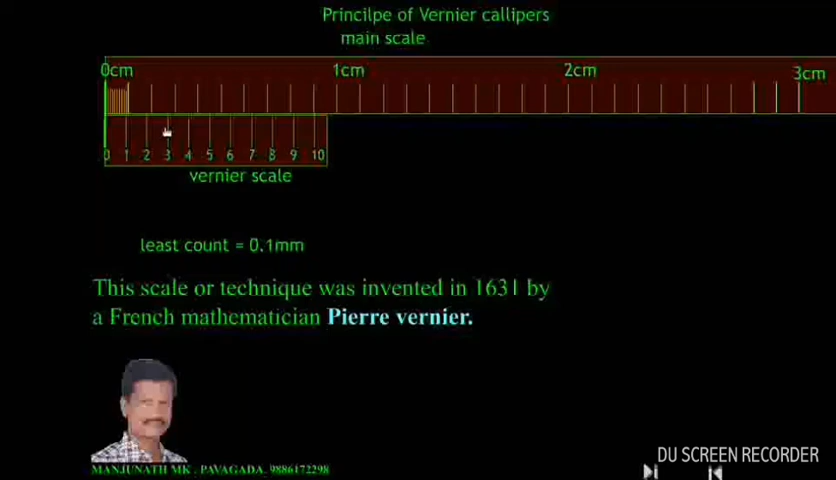 Princilpe of Vernier callipers
main scale
0cm 1cm 2cm 3cm
0 1 2 3 4 5 6 7 8 9 10
vernier scale
least count = 0.1mm
This scale or technique was invented in 1631 by
a French mathematician Pierre vernier.
MANJUNATH MK . PAVAGADA. 9886172298
DU SCREEN RECORDER